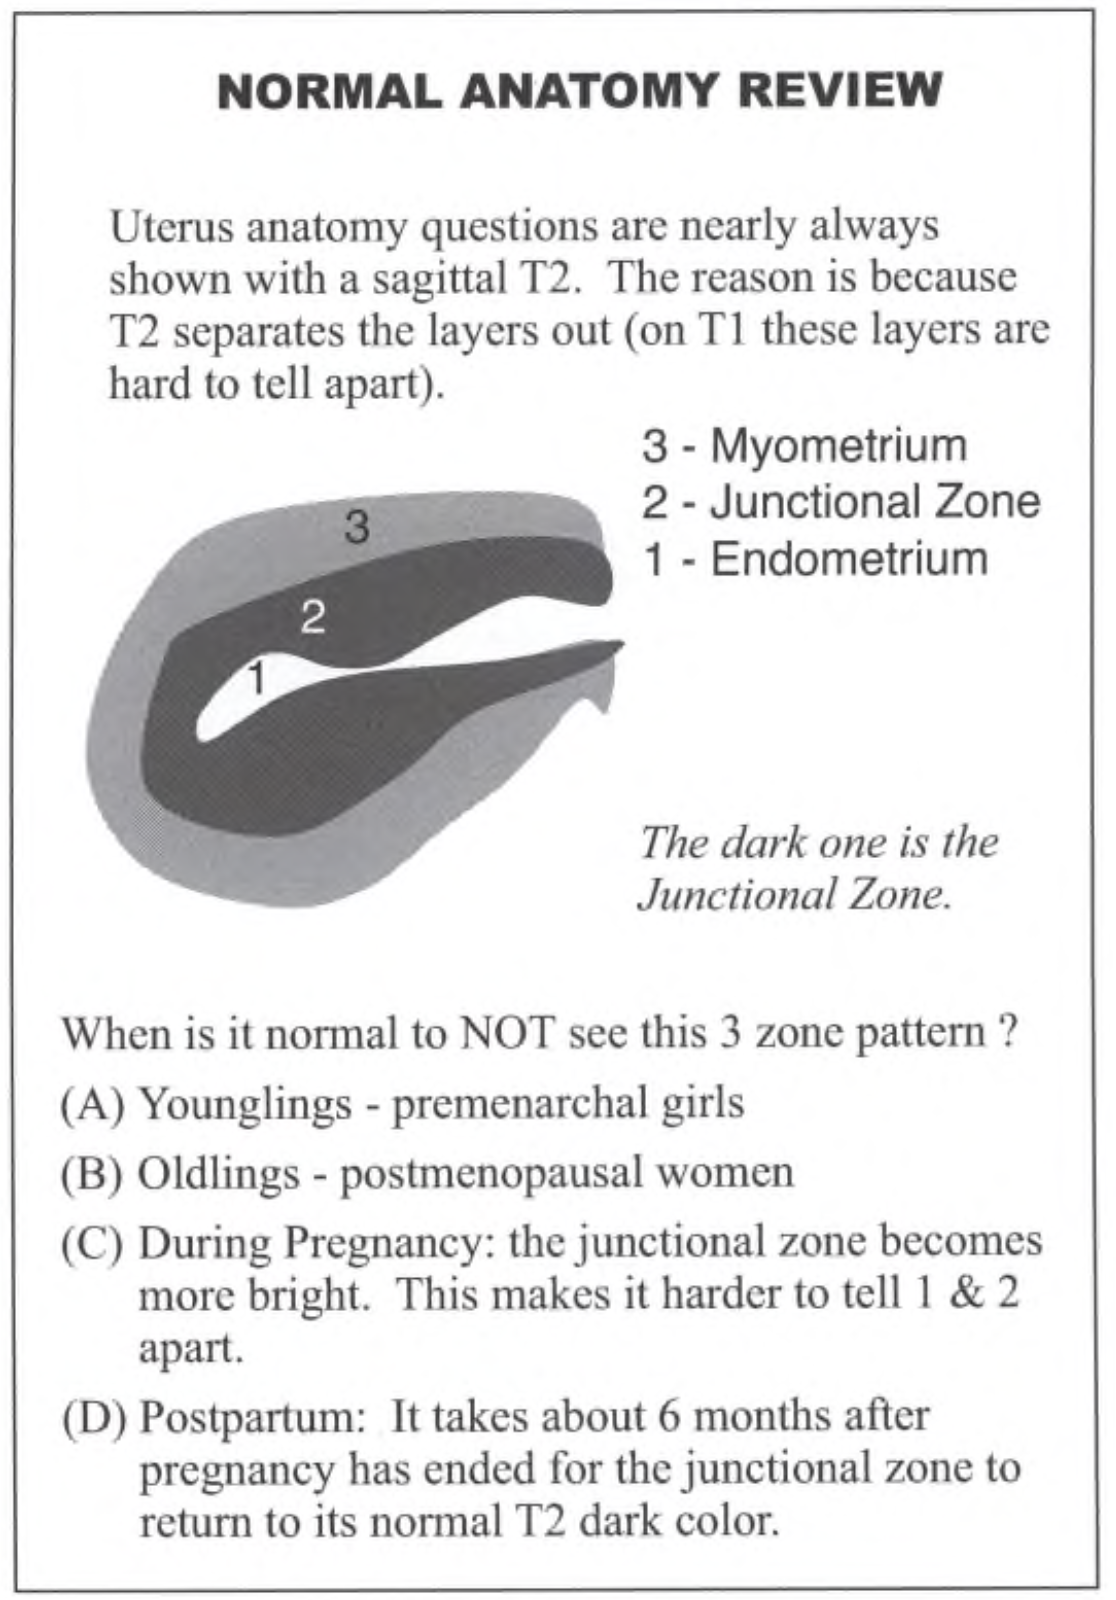 NORMAL ANATOMY REVIEW
Uterus anatomy questions are nearly always
shown with a sagittal T2. The reason is because
T2 separates the layers out (on T1 these layers are
hard to tell apart).
3 - Myometrium
2 - Junctional Zone
1 - Endometrium
3
2
1
The dark one is the
Junctional Zone.
When is it normal to NOT see this 3 zone pattern ?
(A) Younglings - premenarchal girls
(B) Oldlings - postmenopausal women
(C) During Pregnancy: the junctional zone becomes
more bright. This makes it harder to tell 1 & 2
apart.
(D) Postpartum: It takes about 6 months after
pregnancy has ended for the junctional zone to
return to its normal T2 dark color.